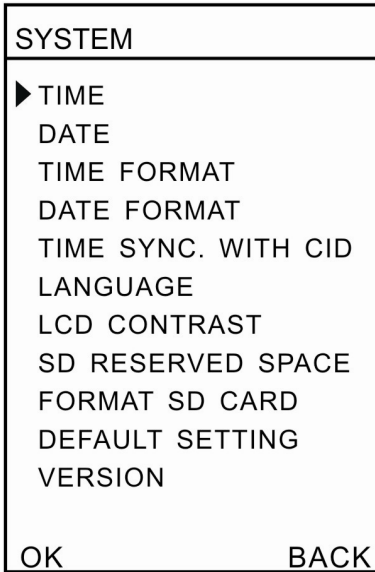 SYSTEM
TIME
DATE
TIME FORMAT
DATE FORMAT
TIME SYNC. WITH CID
LANGUAGE
LCD CONTRAST
SD RESERVED SPACE
FORMAT SD CARD
DEFAULT SETTING
VERSION
OK BACK